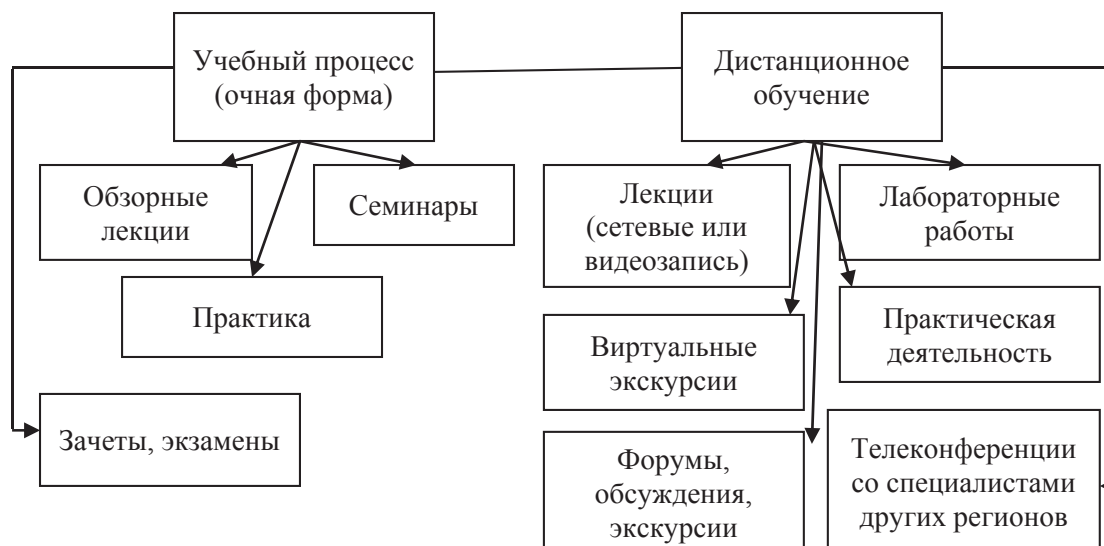 Учебный процесс
(очная форма)
Дистанционное
обучение
Обзорные
лекции
Семинары
Практика
Зачеты, экзамены
Лекции
(сетевые или
видеозапись)
Лабораторные
работы
Виртуальные
экскурсии
Практическая
деятельность
Форумы,
обсуждения,
экскурсии
Телеконференции
со специалистами
других регионов